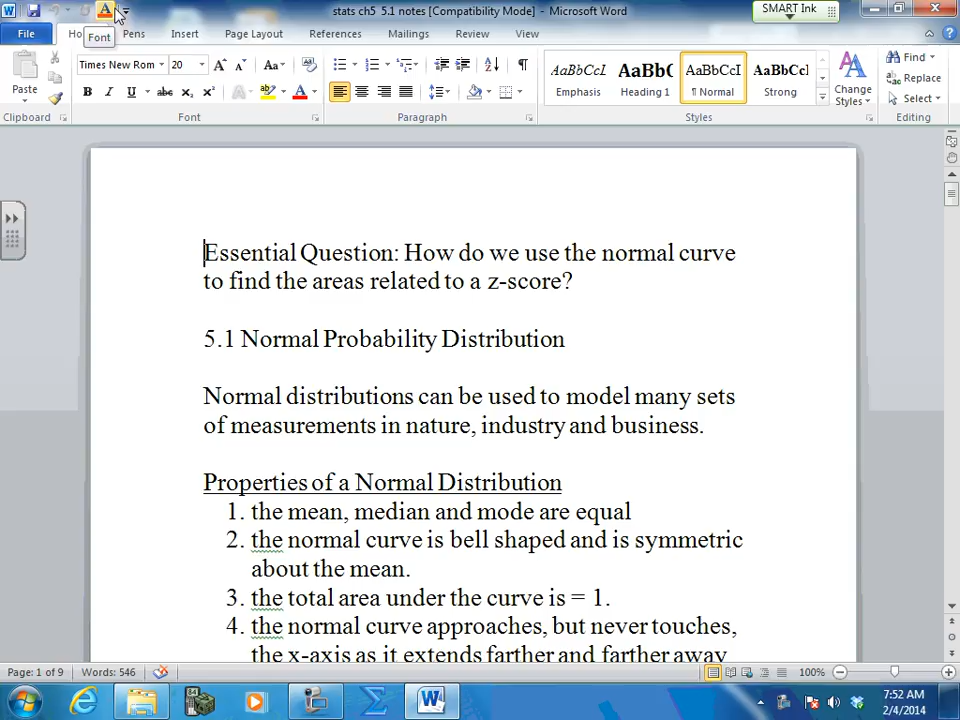 stats ch5 5.1 notes [Compatibility Mode] - Microsoft Word
SMART Ink
File
Font
Pens
Insert
Page Layout
References
Mailings
Review
View
Times New Rom
20
Paste
Clipboard
Font
Paragraph
AaBbCcI
Emphasis
AaBbC
Heading 1
AaBbCcI
¶ Normal
AaBbCcl
Strong
Change
Styles
Styles
Find
Replace
Select
Editing
Essential Question: How do we use the normal curve
to find the areas related to a z-score?
5.1 Normal Probability Distribution
Normal distributions can be used to model many sets
of measurements in nature, industry and business.
Properties of a Normal Distribution
1. the mean, median and mode are equal
2. the normal curve is bell shaped and is symmetric
about the mean.
3. the total area under the curve is = 1.
4. the normal curve approaches, but never touches,
the x-axis as it extends farther and farther away
Page: 1 of 9
Words: 546
100%
7:52 AM
2/4/2014